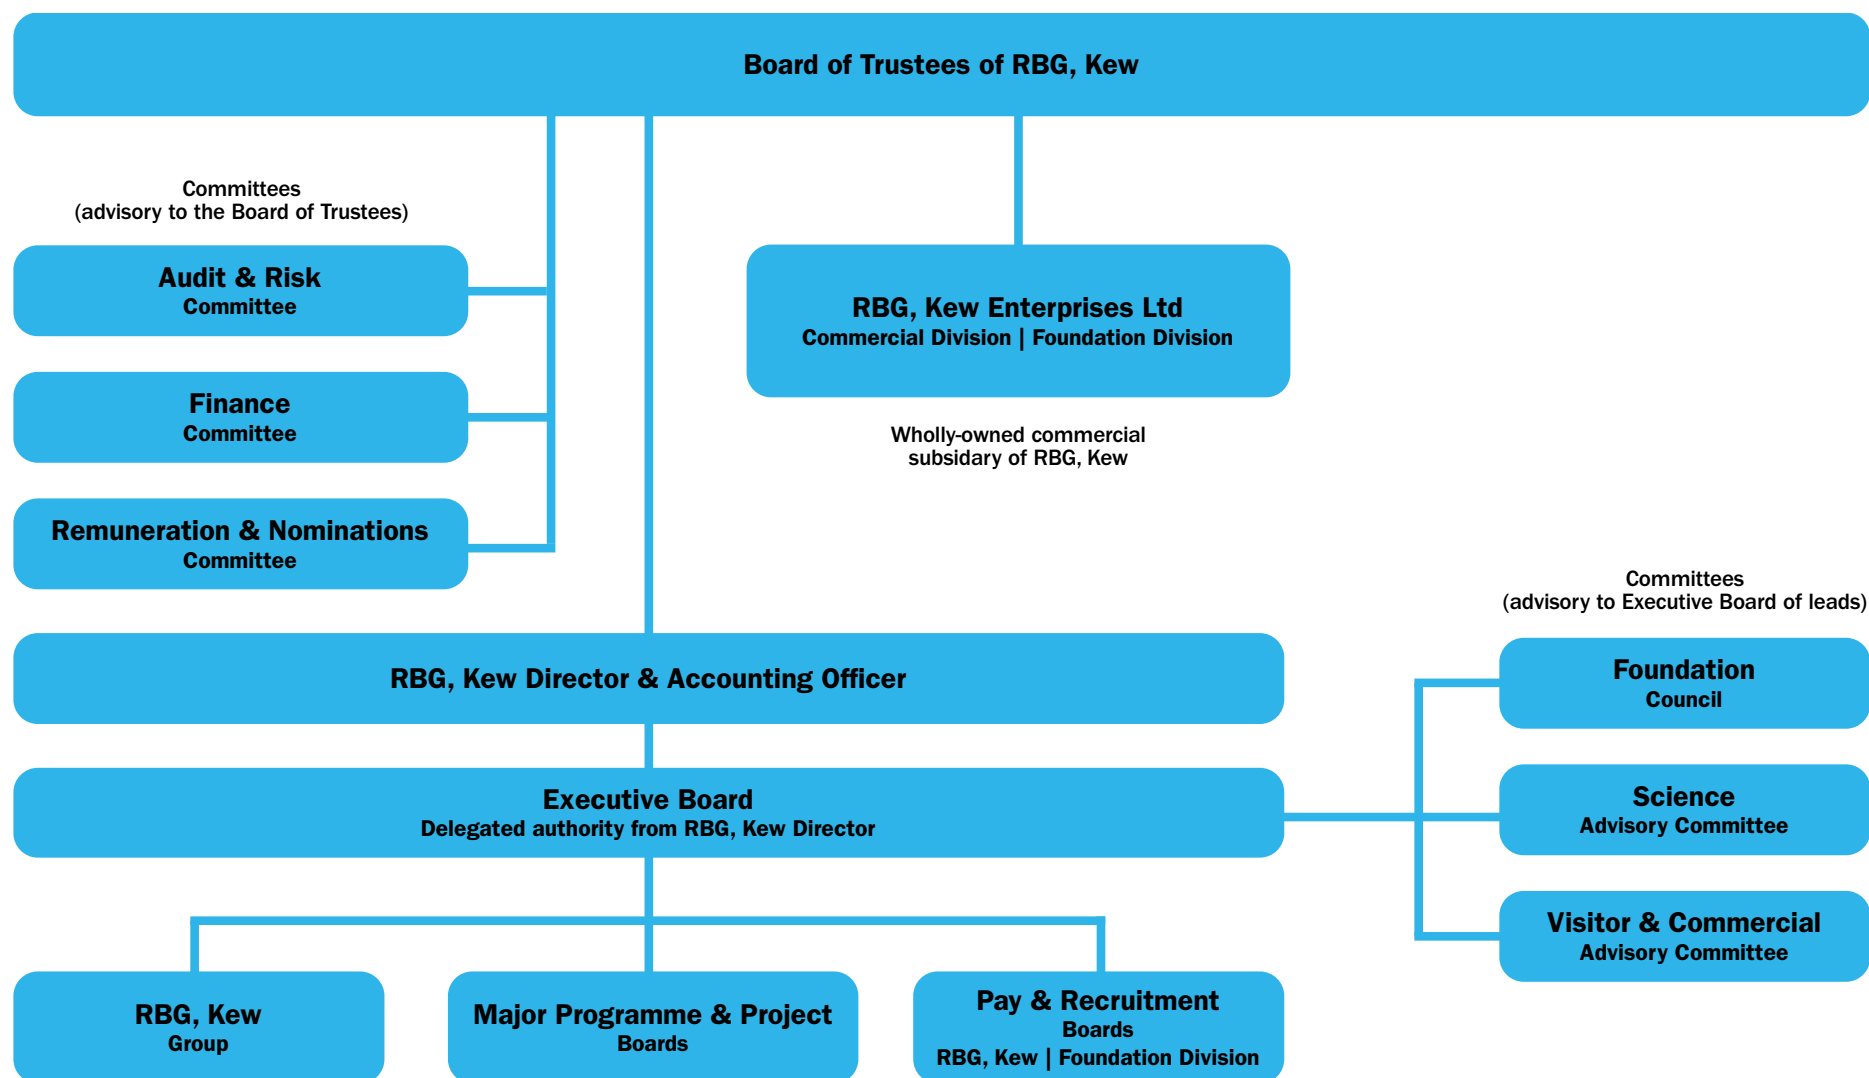 Board of Trustees of RBG, Kew
Committees
(advisory to the Board of Trustees)
Audit & Risk
Committee
Finance
Committee
Remuneration & Nominations
Committee
RBG, Kew Enterprises Ltd
Commercial Division | Foundation Division
Wholly-owned commercial
subsidary of RBG, Kew
RBG, Kew Director & Accounting Officer
Executive Board
Delegated authority from RBG, Kew Director
Committees
(advisory to Executive Board of leads)
Foundation
Council
Science
Advisory Committee
Visitor & Commercial
Advisory Committee
RBG, Kew
Group
Major Programme & Project
Boards
Pay & Recruitment
Boards
RBG, Kew | Foundation Division